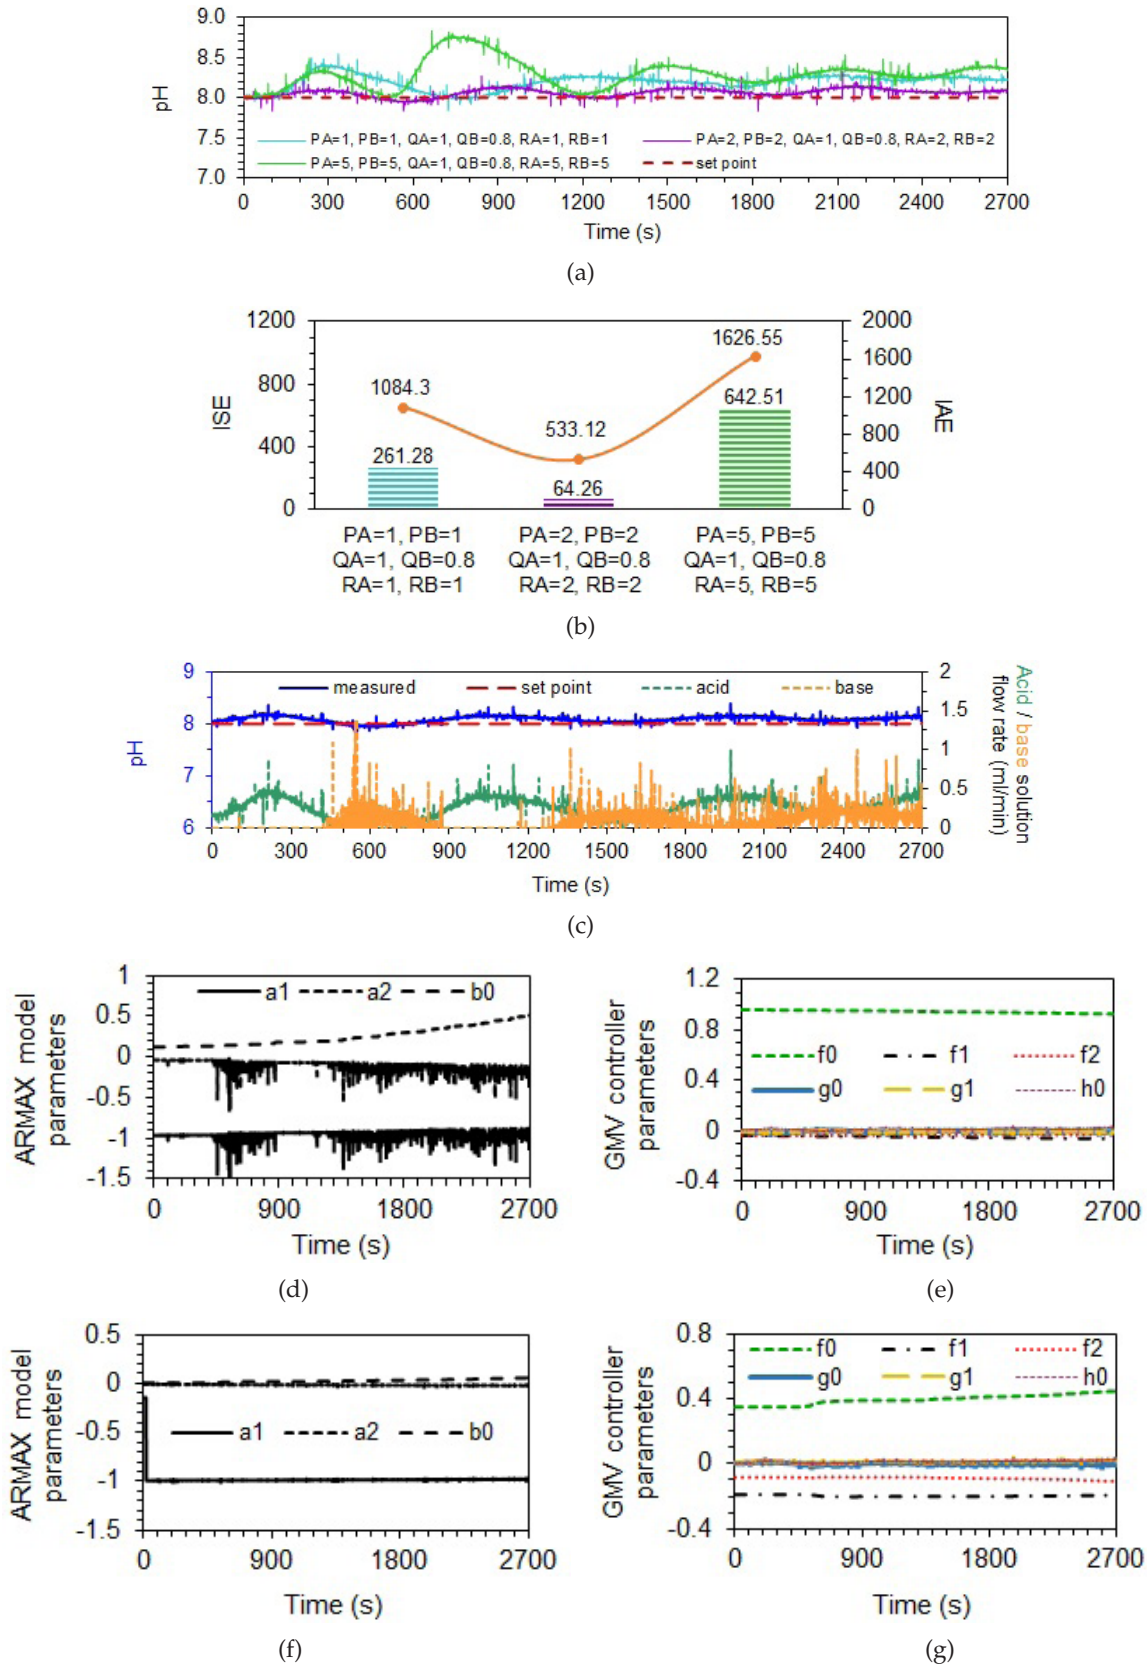 9.0
8.5
8.0
7.5
7.0
pH
PA=1, PB=1, QA=1, QB=0.8, RA=1, RB=1
PA=2, PB=2, QA=1, QB=0.8, RA=2, RB=2
PA=5, PB=5, QA=1, QB=0.8, RA=5, RB=5
set point
0 300 600 900 1200 1500 1800 2100 2400 2700
Time (s)
(a)
1200
800
400
0
ISE
2000
1600
1200
800
400
0
IAE
1084.3
533.12
1626.55
261.28
64.26
642.51
PA=1, PB=1 PA=2, PB=2 PA=5, PB=5
QA=1, QB=0.8 QA=1, QB=0.8 QA=1, QB=0.8
RA=1, RB=1 RA=2, RB=2 RA=5, RB=5
(b)
9
8
7
6
pH
measured set point acid base
2
1.5
1
0.5
0
Acid / base solution
flow rate (ml/min)
0 300 600 900 1200 1500 1800 2100 2400 2700
Time (s)
(c)
ARMAX model
parameters
1
0.5
0
-0.5
-1
-1.5
a1 a2 b0
0 900 1800 2700
Time (s)
(d)
GMV controller
parameters
1.2
0.8
0.4
0
-0.4
f0 f1 f2
g0 g1 h0
0 900 1800 2700
Time (s)
(e)
ARMAX model
parameters
0.5
0
-0.5
-1
-1.5
a1 a2 b0
0 900 1800 2700
Time (s)
(f)
GMV controller
parameters
0.8
0.4
0
-0.4
f0 f1 f2
g0 g1 h0
0 900 1800 2700
Time (s)
(g)